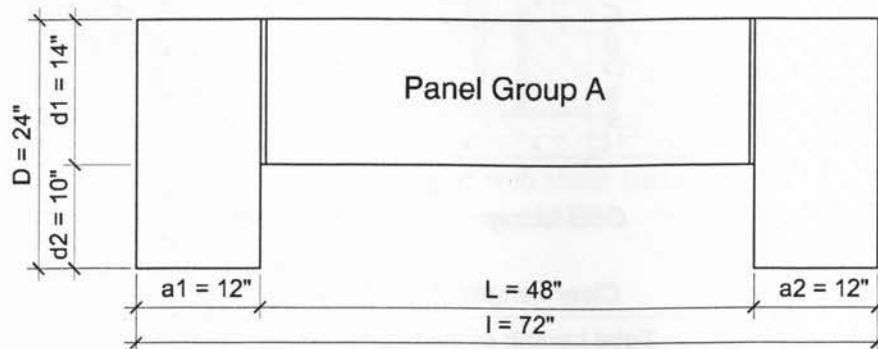 Panel Group A
D = 24"
d1 = 14"
d2 = 10"
a1 = 12"
L = 48"
a2 = 12"
l = 72"